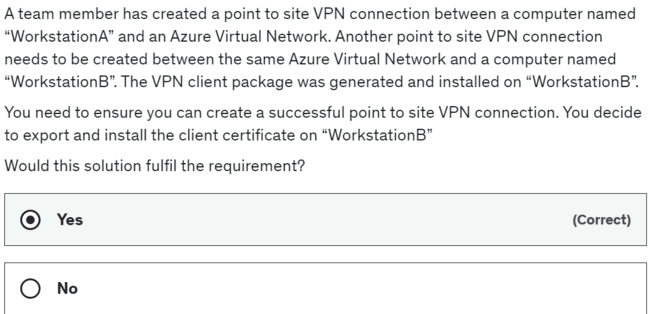 A team member has created a point to site VPN connection between a computer named
“WorkstationA” and an Azure Virtual Network. Another point to site VPN connection
needs to be created between the same Azure Virtual Network and a computer named
“WorkstationB”. The VPN client package was generated and installed on “WorkstationB”.
You need to ensure you can create a successful point to site VPN connection. You decide
to export and install the client certificate on “WorkstationB”
Would this solution fulfil the requirement?
Yes (Correct)
No